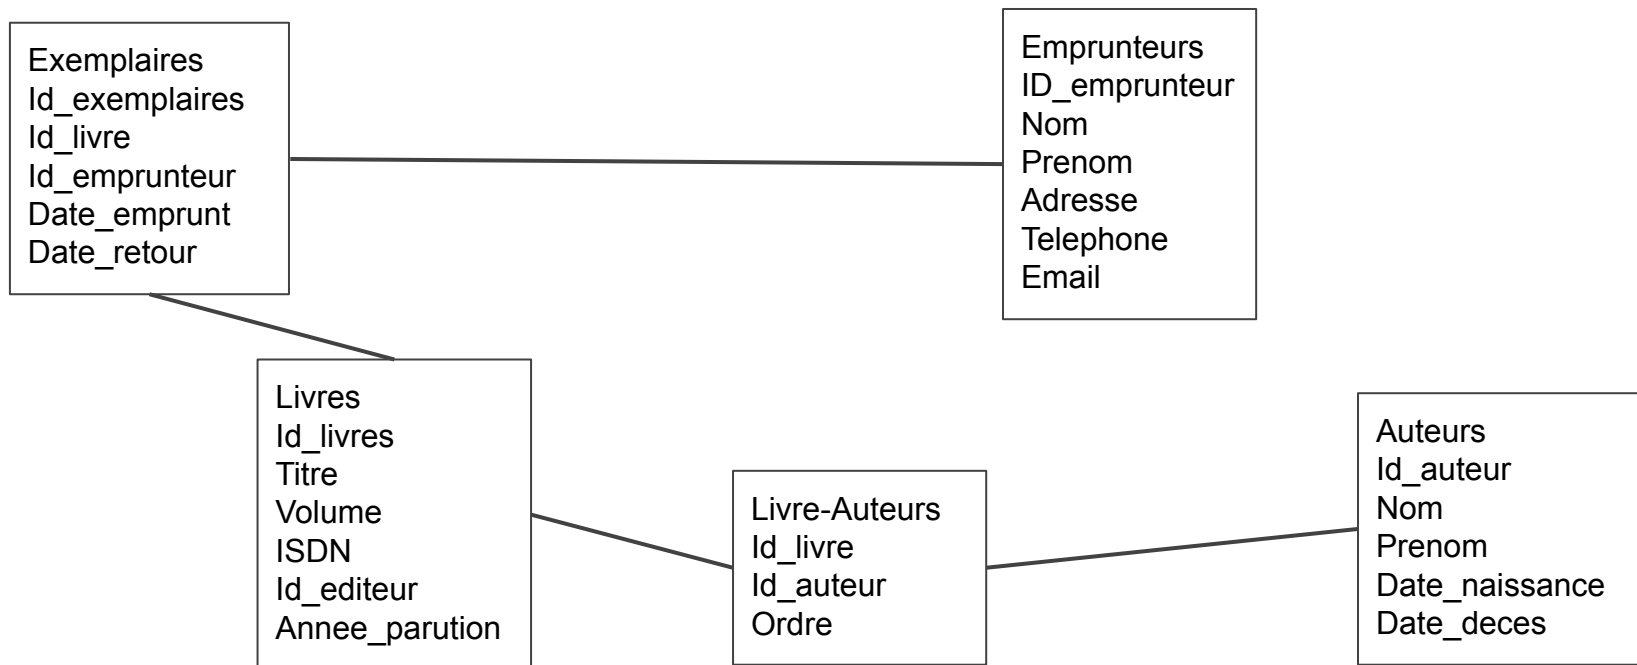 Exemplaires
Id_exemplaires
Id_livre
Id_emprunteur
Date_emprunt
Date_retour
Emprunteurs
ID_emprunteur
Nom
Prenom
Adresse
Telephone
Email
Livres
Id_livres
Titre
Volume
ISDN
Id_editeur
Annee_parution
Livre-Auteurs
Id_livre
Id_auteur
Ordre
Auteurs
Id_auteur
Nom
Prenom
Date_naissance
Date_deces